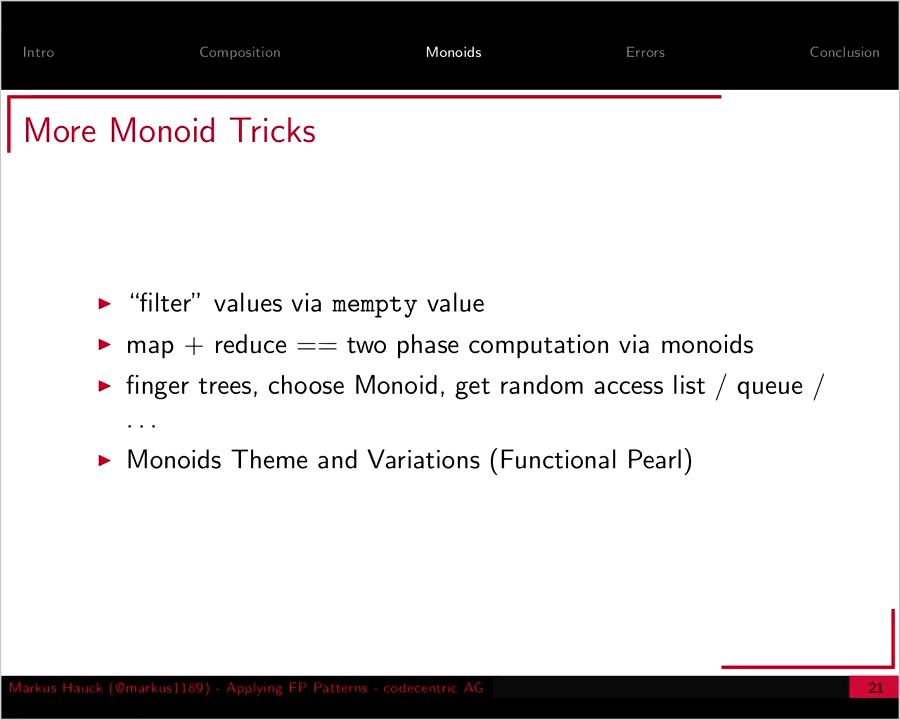 Intro Composition Monoids Errors Conclusion
More Monoid Tricks
“filter” values via mempty value
map + reduce == two phase computation via monoids
finger trees, choose Monoid, get random access list / queue /
...
Monoids Theme and Variations (Functional Pearl)
Markus Hauck (@markus1189) - Applying FP Patterns - codecentric AG 21